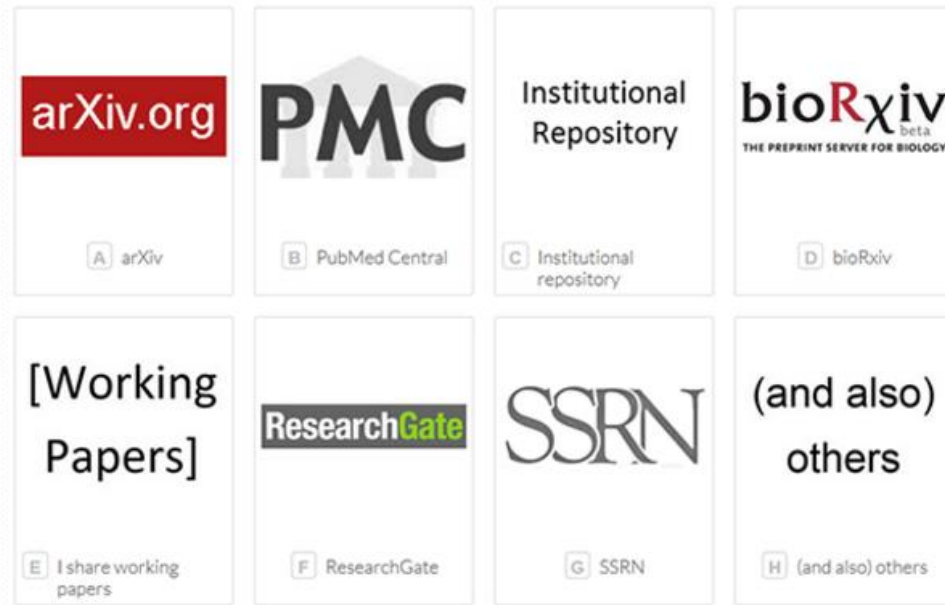 arXiv.org
A arXiv
PMC
B PubMed Central
Institutional
Repository
C Institutional
repository
bioRχiv
beta
THE PREPRINT SERVER FOR BIOLOGY
D bioRxiv
[Working
Papers]
E I share working
papers
ResearchGate
F ResearchGate
SSRN
G SSRN
(and also)
others
H (and also) others